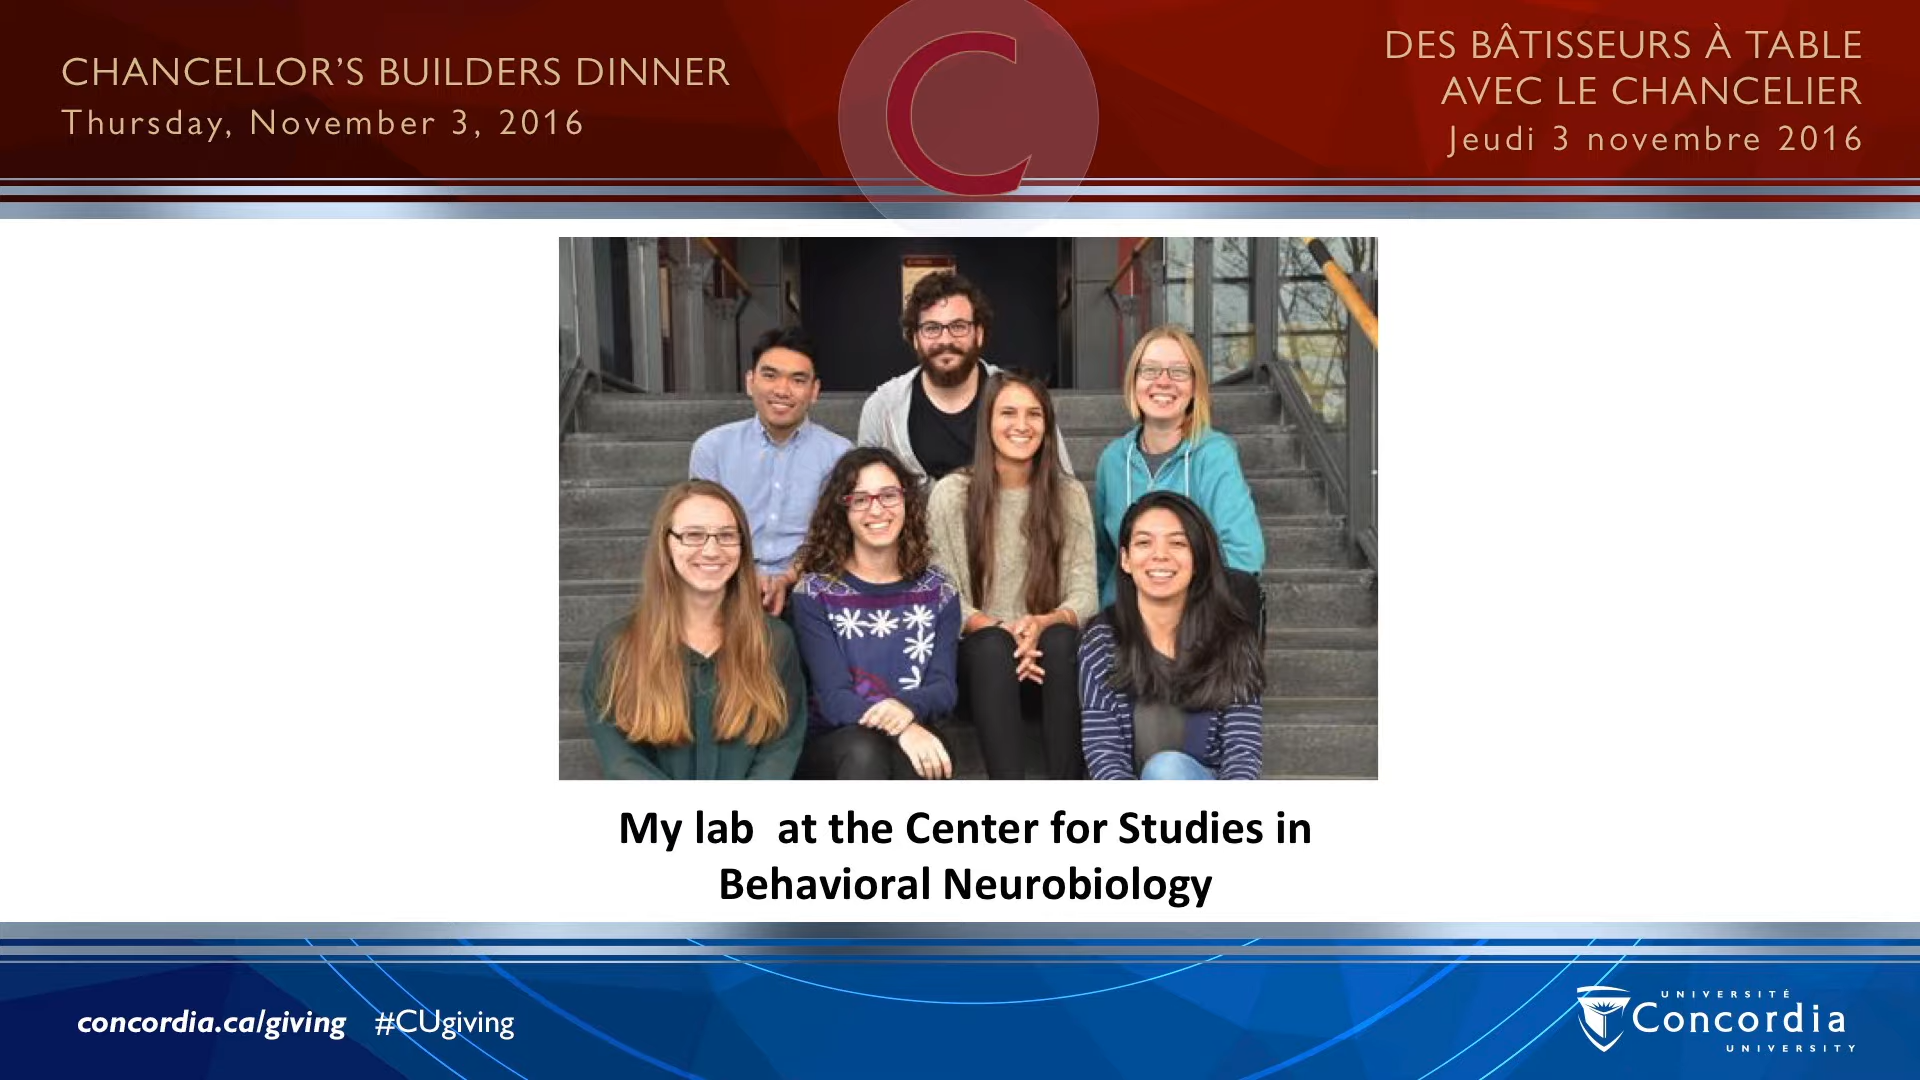 CHANCELLOR'S BUILDERS DINNER
Thursday, November 3, 2016
C
DES BÂTISSEURS À TABLE
AVEC LE CHANCELIER
Jeudi 3 novembre 2016
My lab at the Center for Studies in
Behavioral Neurobiology
concordia.ca/giving #CUgiving
UNIVERSITÉ
Concordia
UNIVERSITY